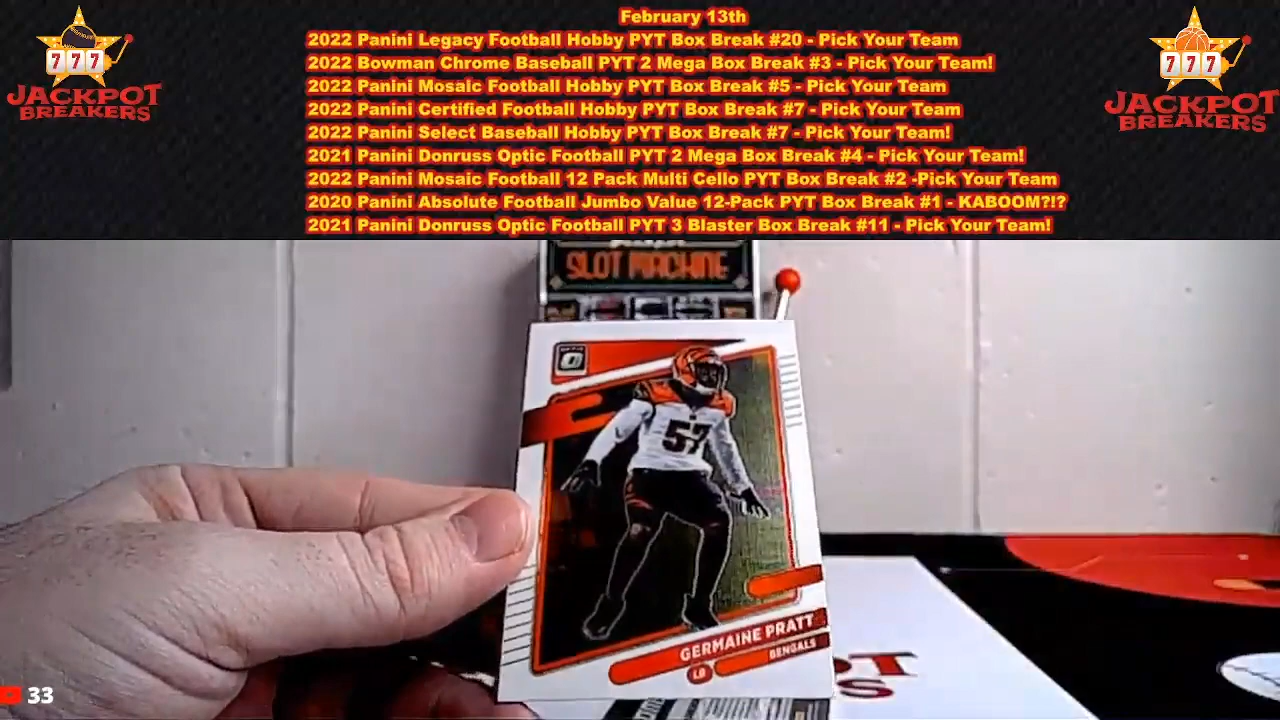 February 13th
2022 Panini Legacy Football Hobby PYT Box Break #20 - Pick Your Team
2022 Bowman Chrome Baseball PYT 2 Mega Box Break #3 - Pick Your Team!
2022 Panini Mosaic Football Hobby PYT Box Break #5 - Pick Your Team
2022 Panini Certified Football Hobby PYT Box Break #7 - Pick Your Team
2022 Panini Select Baseball Hobby PYT Box Break #7 - Pick Your Team!
2021 Panini Donruss Optic Football PYT 2 Mega Box Break #4 - Pick Your Team!
2022 Panini Mosaic Football 12 Pack Multi Cello PYT Box Break #2 -Pick Your Team
2020 Panini Absolute Football Jumbo Value 12-Pack PYT Box Break #1 - KABOOM?!?
2021 Panini Donruss Optic Football PYT 3 Blaster Box Break #11 - Pick Your Team!
777
JACKPOT
BREAKERS
777
JACKPOT
BREAKERS
SLOT MACHINE
57
GERMAINE PRATT
LB
BENGALS
33